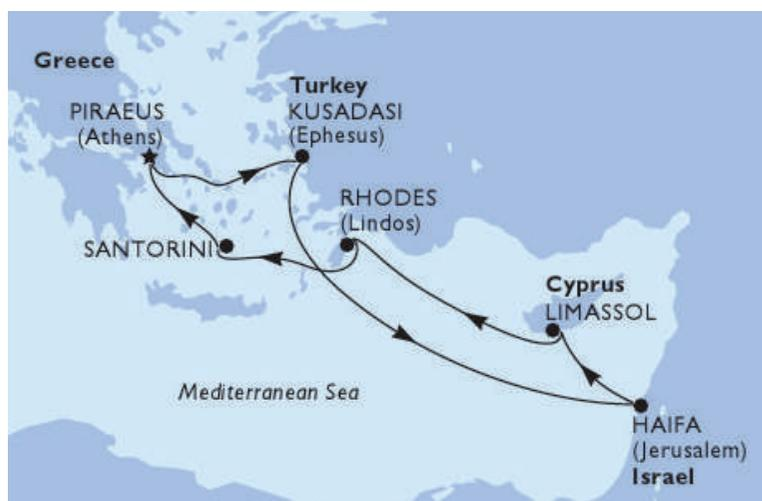 Greece
PIRAEUS
(Athens)
Turkey
KUSADASI
(Ephesus)
RHODES
(Lindos)
SANTORINI
Cyprus
LIMASSOL
Mediterranean Sea
HAIFA
(Jerusalem)
Israel